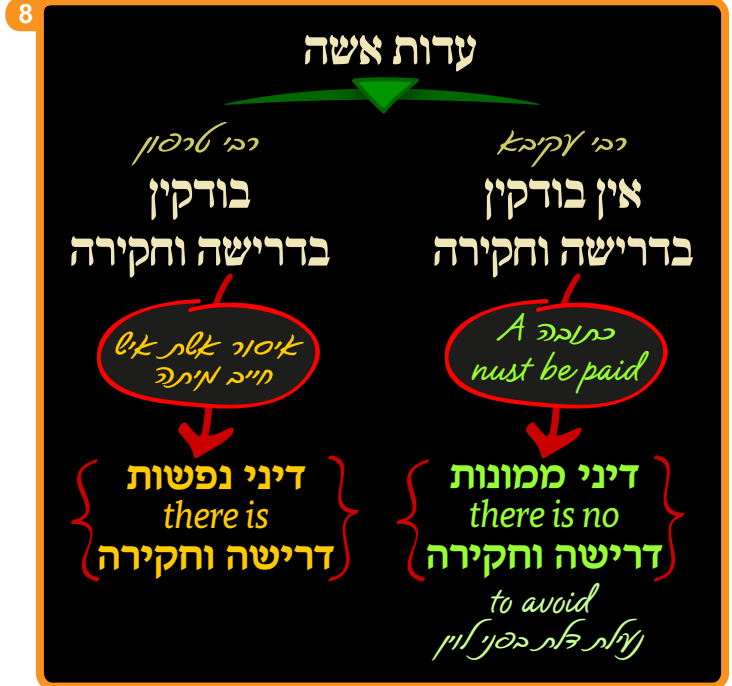 8
עדות אשה
רבי עקיבא
אין בודקין
בדרישה וחקירה
A כתובה
nust be paid
דיני ממונות
there is no
דרישה וחקירה
to avoid
נעילת דלת בפני לוין
רבי טרפון
בודקין
בדרישה וחקירה
איסור אשת איש
חייב מיתה
דיני נפשות
there is
דרישה וחקירה